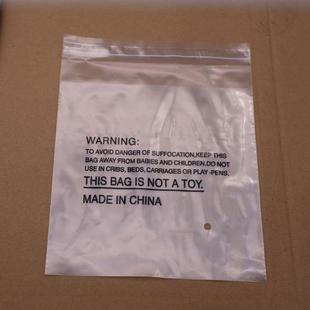 WARNING:
TO AVOID DANGER OF SUFFOCATION,KEEP THIS
BAG AWAY FROM BABIES AND CHILDREN.DO NOT
USE IN CRIBS, BEDS, CARRIAGES OR PLAY -PENS.
THIS BAG IS NOT A TOY.
MADE IN CHINA